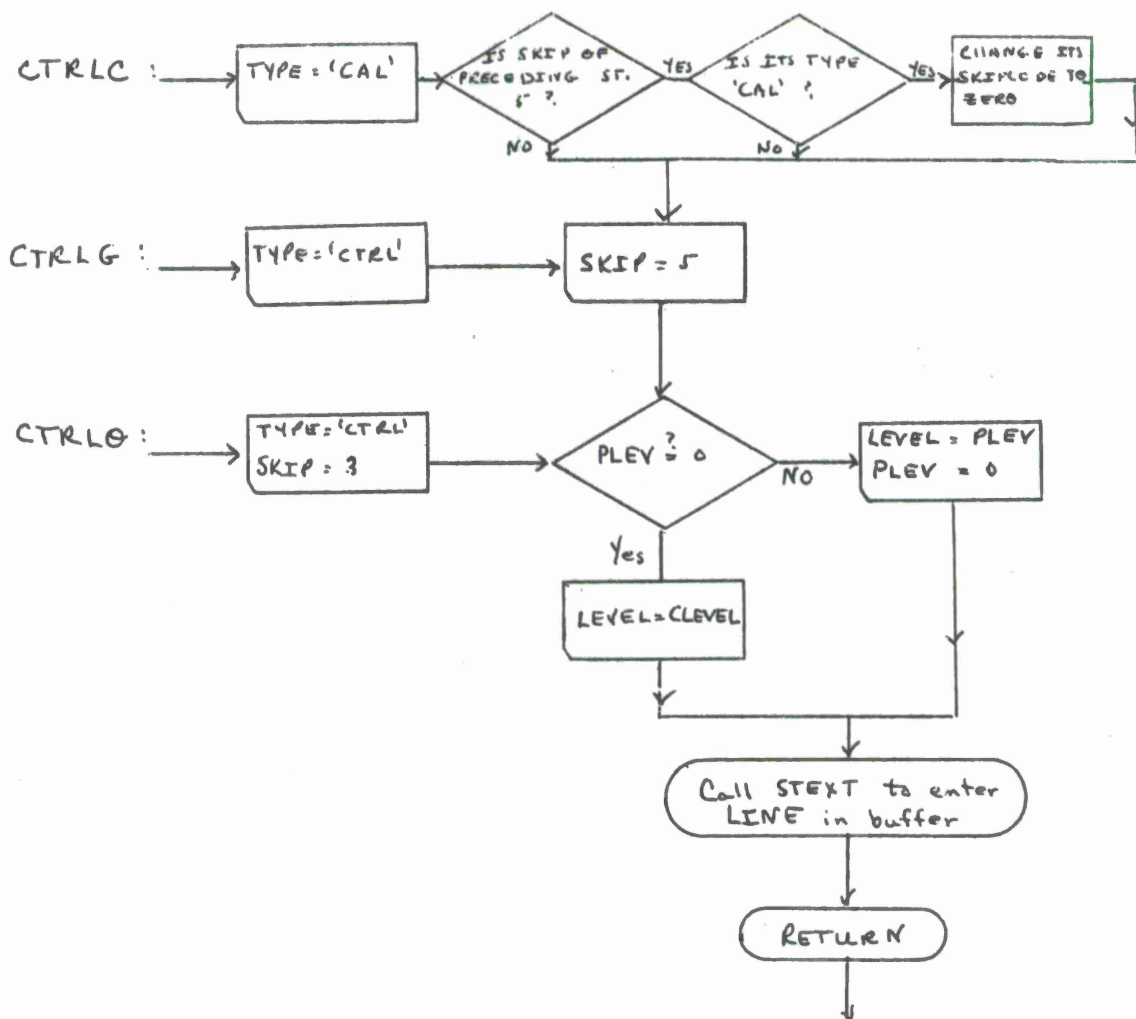 CTRLC :
TYPE = 'CAL'
IS SKIP OF
PRECEDING ST.
5 ?
YES
NO
IS ITS TYPE
'CAL' ?
YES
NO
CHANGE ITS
SKIPCODE TO
ZERO
CTRLG :
TYPE = 'CTRL'
SKIP = 5
CTRLO :
TYPE = 'CTRL'
SKIP = 3
PLEV ?= 0
NO
LEVEL = PLEV
PLEV = 0
Yes
LEVEL = CLEVEL
Call STEXT to enter
LINE in buffer
RETURN